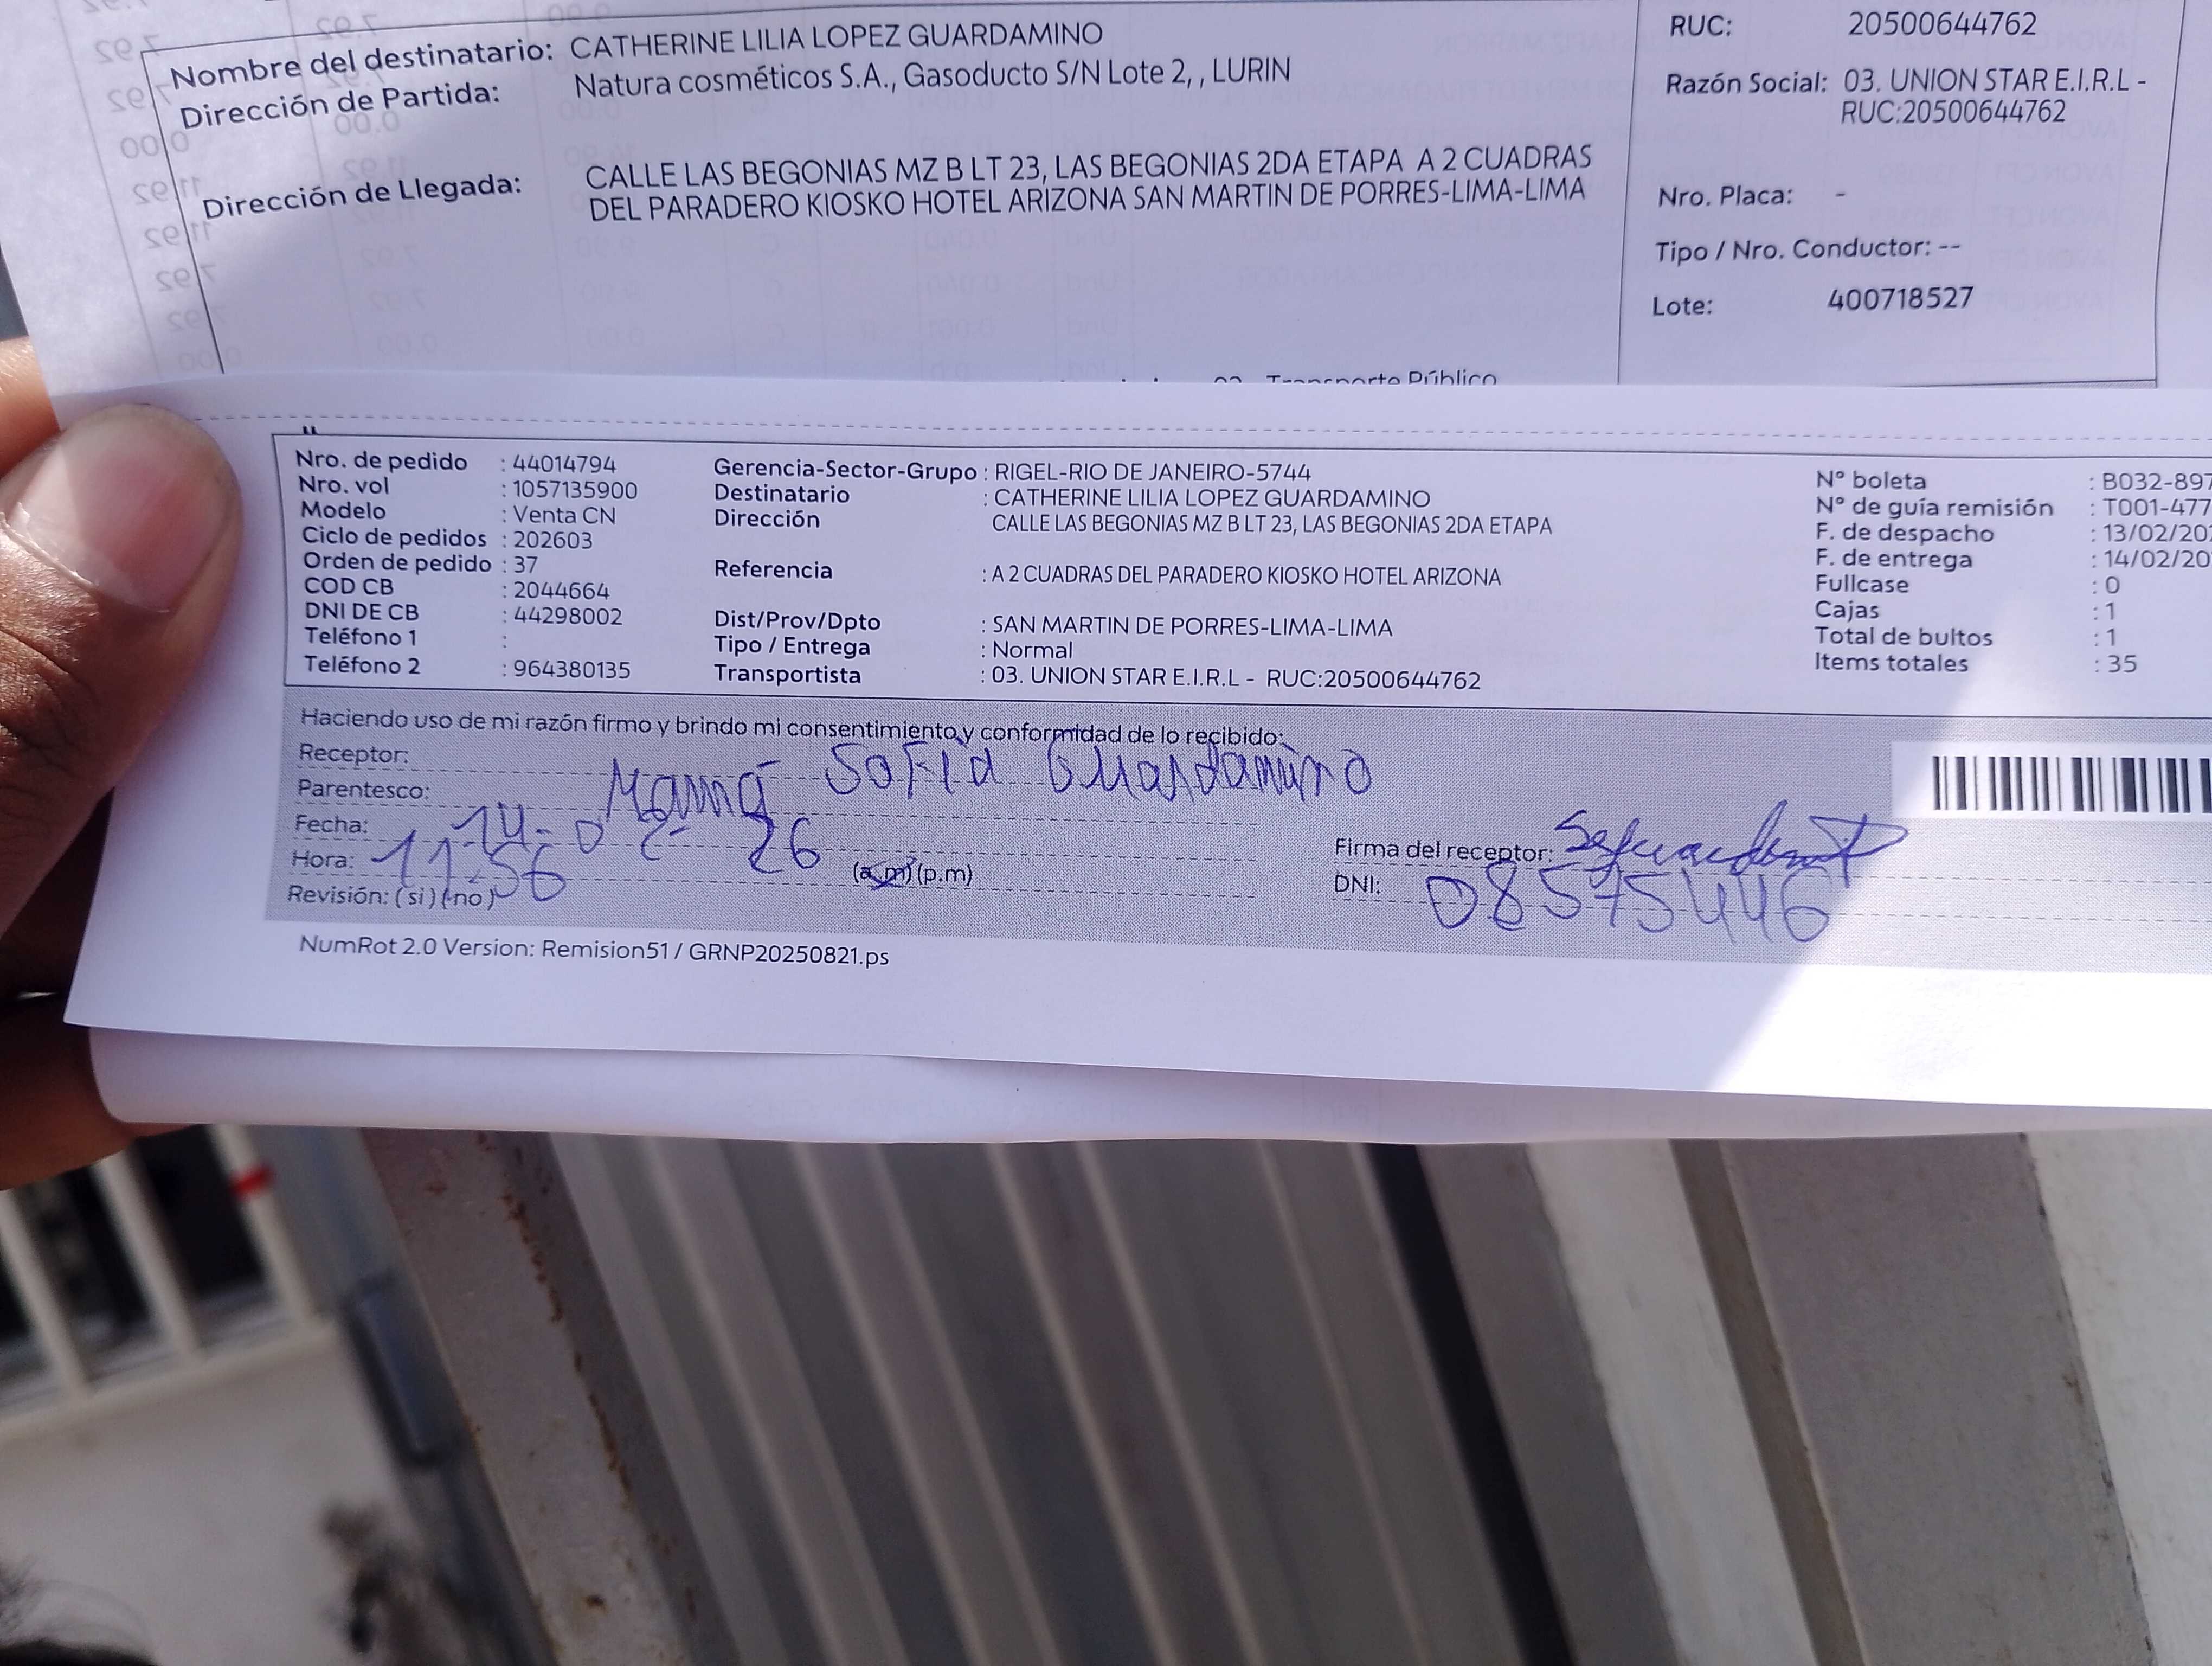 Nombre del destinatario: CATHERINE LILIA LOPEZ GUARDAMINO
Dirección de Partida: Natura cosméticos S.A., Gasoducto S/N Lote 2, , LURIN
Dirección de Llegada: CALLE LAS BEGONIAS MZ B LT 23, LAS BEGONIAS 2DA ETAPA A 2 CUADRAS
DEL PARADERO KIOSKO HOTEL ARIZONA SAN MARTIN DE PORRES-LIMA-LIMA
RUC: 20500644762
Razón Social: 03. UNION STAR E.I.R.L -
RUC:20500644762
Nro. Placa: -
Tipo / Nro. Conductor: --
Lote: 400718527
Transporte Público
Nro. de pedido : 44014794
Nro. vol : 1057135900
Modelo : Venta CN
Ciclo de pedidos : 202603
Orden de pedido : 37
COD CB : 2044664
DNI DE CB : 44298002
Teléfono 1 :
Teléfono 2 : 964380135
Gerencia-Sector-Grupo : RIGEL-RIO DE JANEIRO-5744
Destinatario : CATHERINE LILIA LOPEZ GUARDAMINO
Dirección CALLE LAS BEGONIAS MZ B LT 23, LAS BEGONIAS 2DA ETAPA
Referencia : A 2 CUADRAS DEL PARADERO KIOSKO HOTEL ARIZONA
Dist/Prov/Dpto : SAN MARTIN DE PORRES-LIMA-LIMA
Tipo / Entrega : Normal
Transportista : 03. UNION STAR E.I.R.L - RUC:20500644762
N° boleta : B032-897
N° de guía remisión : T001-477
F. de despacho : 13/02/20
F. de entrega : 14/02/20
Fullcase : 0
Cajas : 1
Total de bultos : 1
Items totales : 35
Haciendo uso de mi razón firmo y brindo mi consentimiento y conformidad de lo recibido:
Receptor: Sofia Guardamino
Parentesco: Mamá
Fecha: 14-02-26
Hora: 11:56 (a.m) (p.m)
Revisión: (si) (no)
Firma del receptor:
DNI: 08575446
NumRot 2.0 Version: Remision51 / GRNP20250821.ps